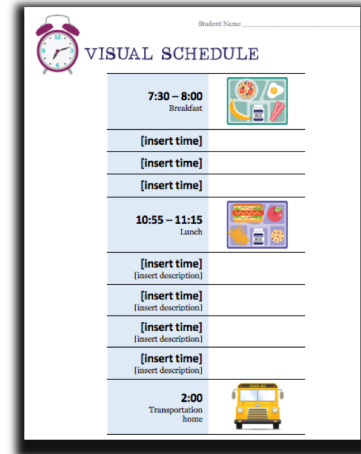 Student Name
VISUAL SCHEDULE
7:30 – 8:00
Breakfast
[insert time]
[insert time]
[insert time]
10:55 – 11:15
Lunch
[insert time]
[insert description]
[insert time]
[insert description]
[insert time]
[insert description]
[insert time]
[insert description]
2:00
Transportation
home